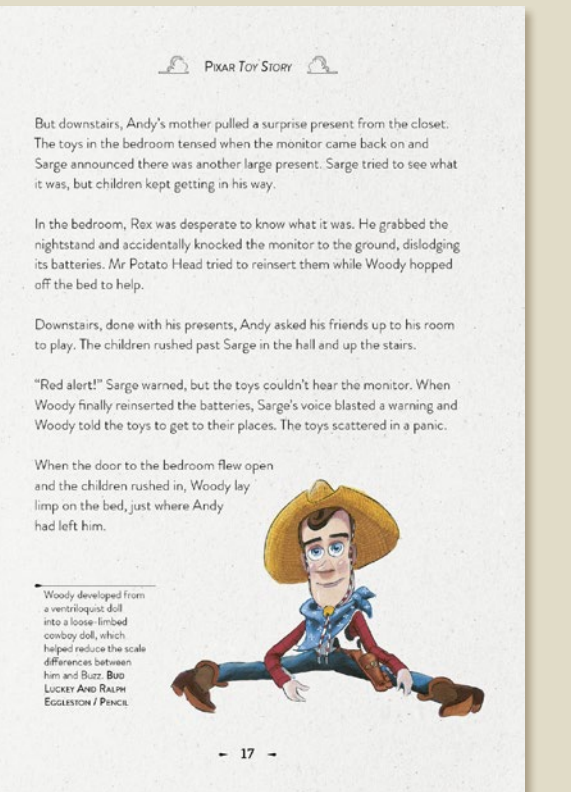 PIXAR TOY STORY
But downstairs, Andy's mother pulled a surprise present from the closet.
The toys in the bedroom tensed when the monitor came back on and
Sarge announced there was another large present. Sarge tried to see what
it was, but children kept getting in his way.
In the bedroom, Rex was desperate to know what it was. He grabbed the
nightstand and accidentally knocked the monitor to the ground, dislodging
its batteries. Mr Potato Head tried to reinsert them while Woody hopped
off the bed to help.
Downstairs, done with his presents, Andy asked his friends up to his room
to play. The children rushed past Sarge in the hall and up the stairs.
"Red alert!" Sarge warned, but the toys couldn't hear the monitor. When
Woody finally reinserted the batteries, Sarge's voice blasted a warning and
Woody told the toys to get to their places. The toys scattered in a panic.
When the door to the bedroom flew open
and the children rushed in, Woody lay
limp on the bed, just where Andy
had left him.
Woody developed from
a ventriloquist doll
into a loose-limbed
cowboy doll, which
helped reduce the scale
differences between
him and Buzz. BUD
LUCKEY AND RALPH
EGGLESTON / PENCIL
17